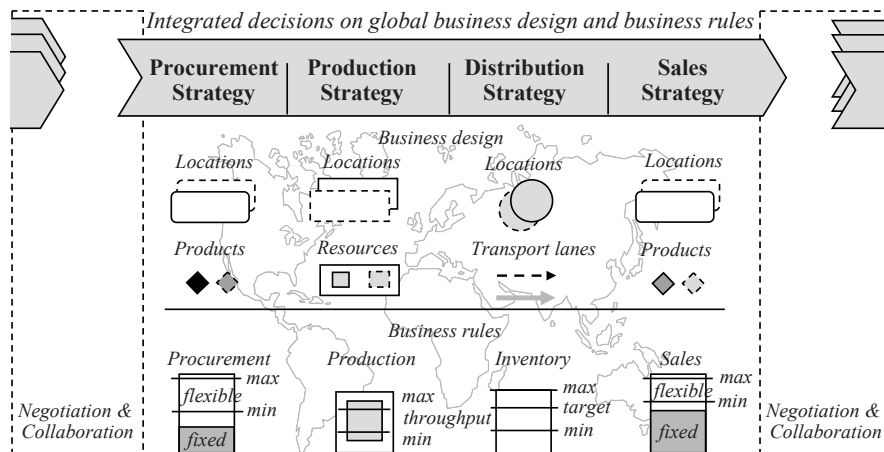 Integrated decisions on global business design and business rules
Procurement Strategy
Production Strategy
Distribution Strategy
Sales Strategy
Business design
Locations
Locations
Locations
Locations
Products
Resources
Transport lanes
Products
Business rules
Procurement
Production
Inventory
Sales
max
flexible
min
fixed
max
throughput
min
max
target
min
max
flexible
min
fixed
Negotiation &
Collaboration
Negotiation &
Collaboration